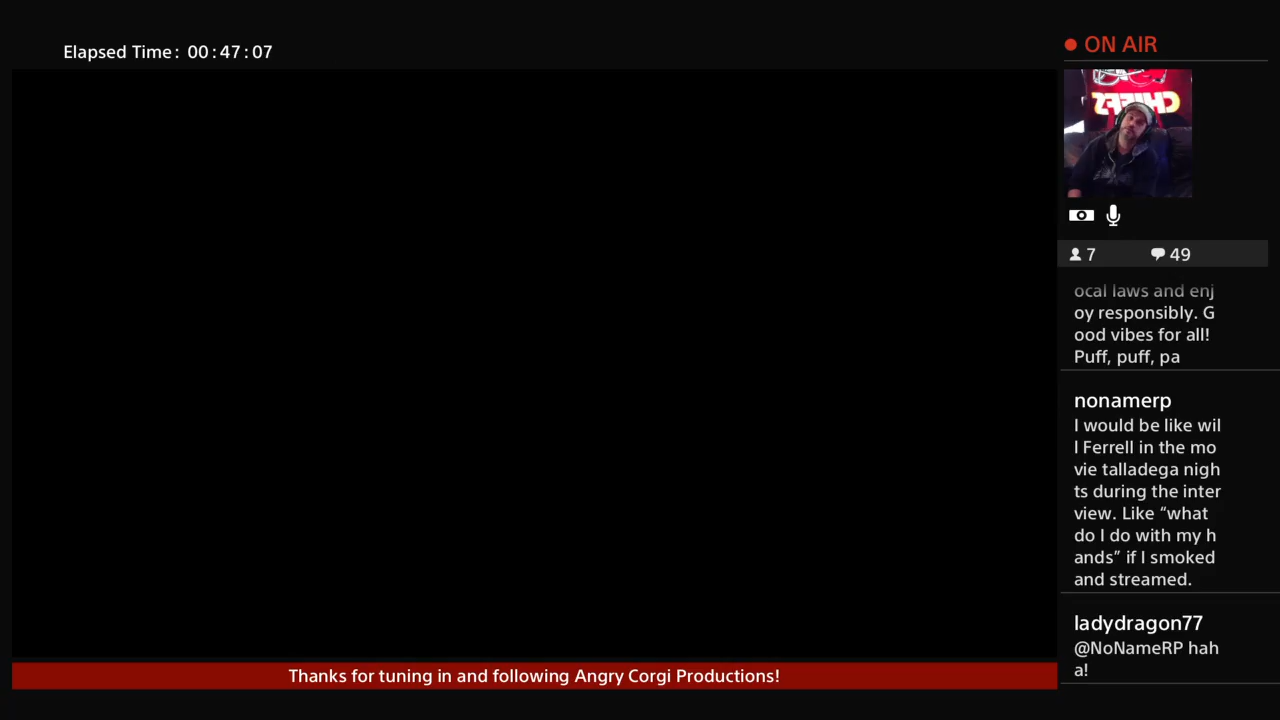 Elapsed Time: 00:47:07
ON AIR
CHIEFS
7
49
ocal laws and enj
oy responsibly. G
ood vibes for all!
Puff, puff, pa
nonamerp
I would be like wil
l Ferrell in the mo
vie talladega nigh
ts during the inter
view. Like “what
do I do with my h
ands” if I smoked
and streamed.
ladydragon77
@NoNameRP hah
a!
Thanks for tuning in and following Angry Corgi Productions!